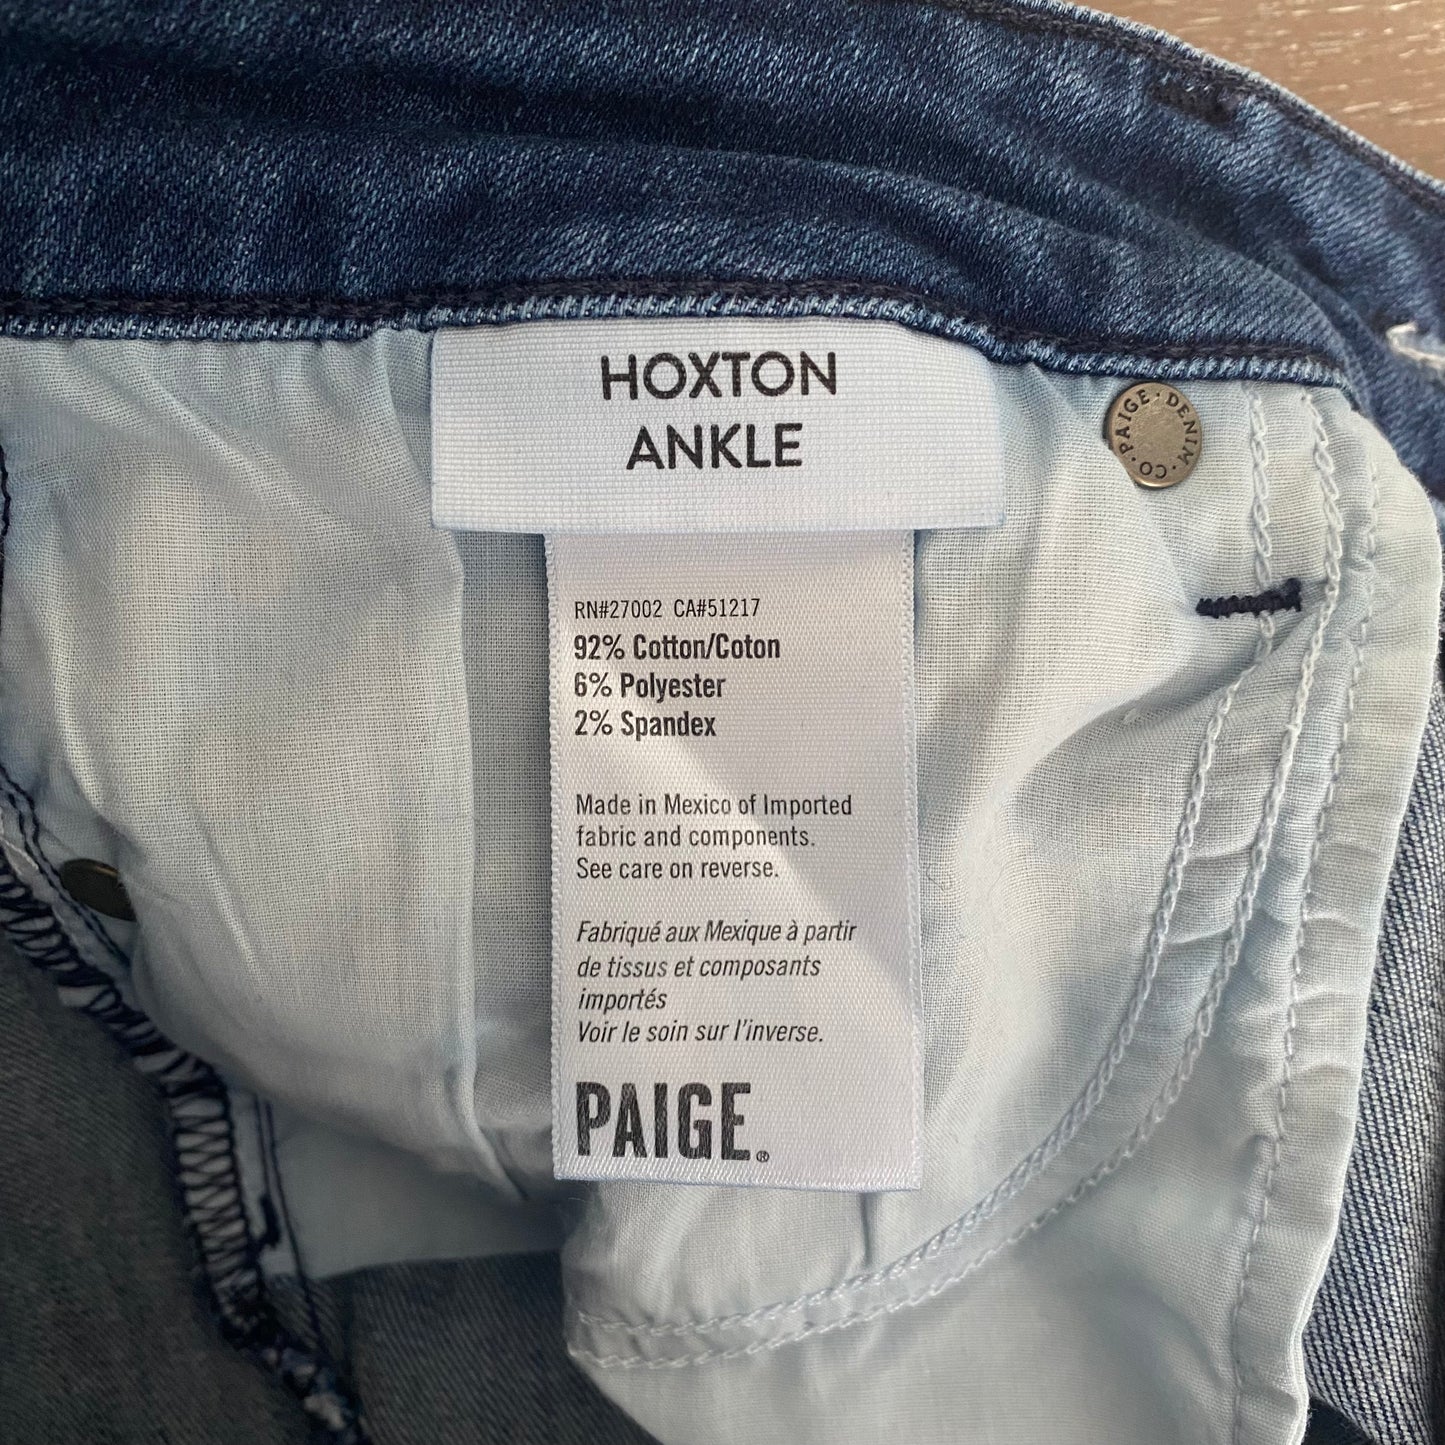 HOXTON
ANKLE
PAIGE · DENIM · CO ·
RN#27002 CA#51217
92% Cotton/Coton
6% Polyester
2% Spandex
Made in Mexico of Imported
fabric and components.
See care on reverse.
Fabriqué aux Mexique à partir
de tissus et composants
importés
Voir le soin sur l'inverse.
PAIGE®